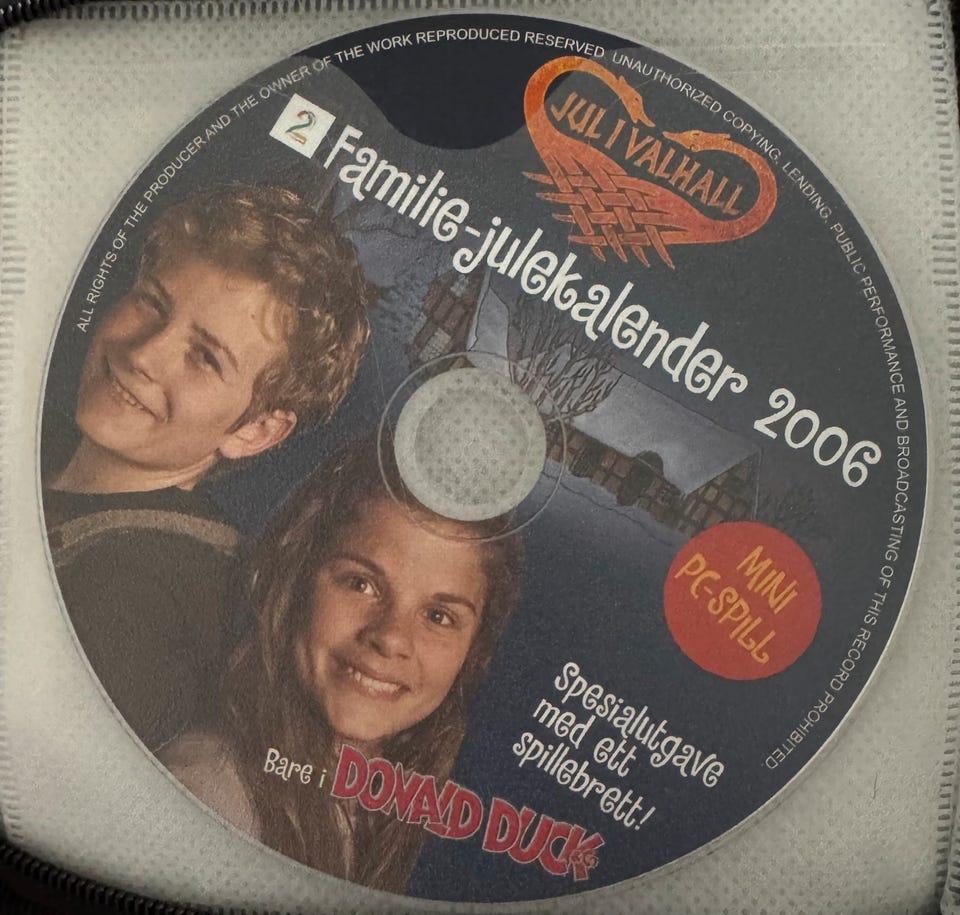 ALL RIGHTS OF THE PRODUCER AND THE OWNER OF THE WORK REPRODUCED RESERVED. UNAUTHORIZED COPYING, LENDING, PUBLIC PERFORMANCE AND BROADCASTING OF THIS RECORD PROHIBITED
JUL I VALHALL
2
Familie-julekalender 2006
MINI
PC-SPILL
Spesialutgave
med ett
spillebrett!
Bare i DONALD DUCK